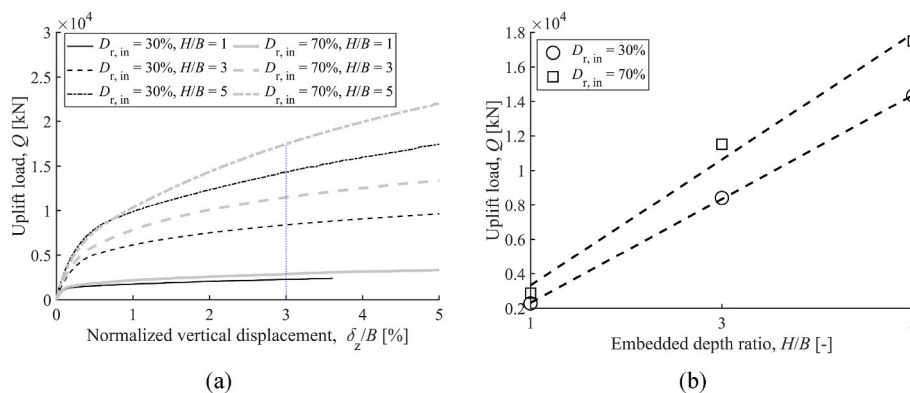 ×10⁴
D_r, in = 30%, H/B = 1
D_r, in = 70%, H/B = 1
D_r, in = 30%, H/B = 3
D_r, in = 70%, H/B = 3
D_r, in = 30%, H/B = 5
D_r, in = 70%, H/B = 5
3
2.5
2
1.5
1
0.5
0
Uplift load, Q [kN]
0 1 2 3 4 5
Normalized vertical displacement, δ_z/B [%]
(a)
×10⁴
D_r, in = 30%
D_r, in = 70%
1.8
1.6
1.4
1.2
1
0.8
0.6
0.4
0.2
Uplift load, Q [kN]
1 3
Embedded depth ratio, H/B [-]
(b)